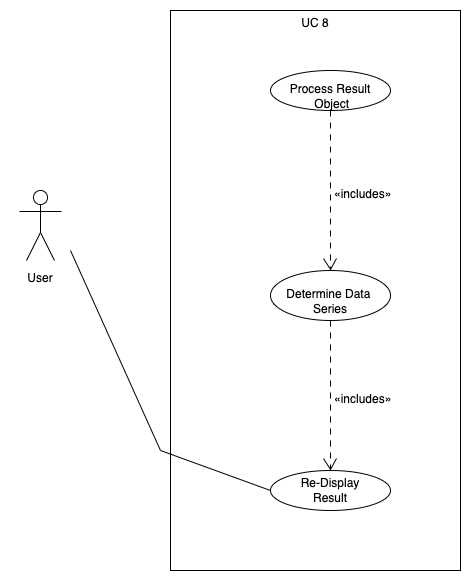 UC 8
Process Result
Object
«includes»
User
Determine Data
Series
«includes»
Re-Display
Result